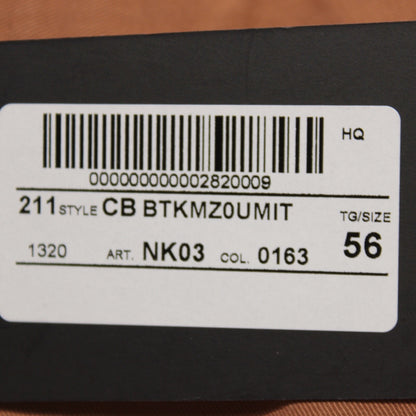 HQ
000000000002820009
211 STYLE CB BTKMZ0UMIT TG/SIZE
1320 ART. NK03 COL. 0163 56